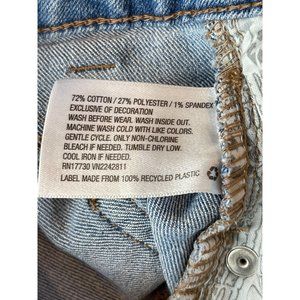 72% COTTON / 27% POLYESTER / 1% SPANDEX
EXCLUSIVE OF DECORATION
WASH BEFORE WEAR. WASH INSIDE OUT.
MACHINE WASH COLD WITH LIKE COLORS.
GENTLE CYCLE. ONLY NON-CHLORINE
BLEACH IF NEEDED. TUMBLE DRY LOW.
COOL IRON IF NEEDED.
RN17730 VN2242811
LABEL MADE FROM 100% RECYCLED PLASTIC